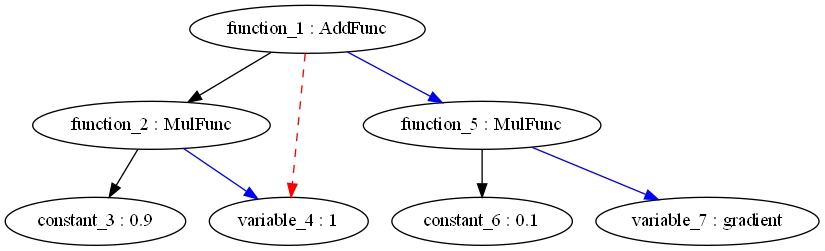 function_1 : AddFunc
function_2 : MulFunc
function_5 : MulFunc
constant_3 : 0.9
variable_4 : 1
constant_6 : 0.1
variable_7 : gradient